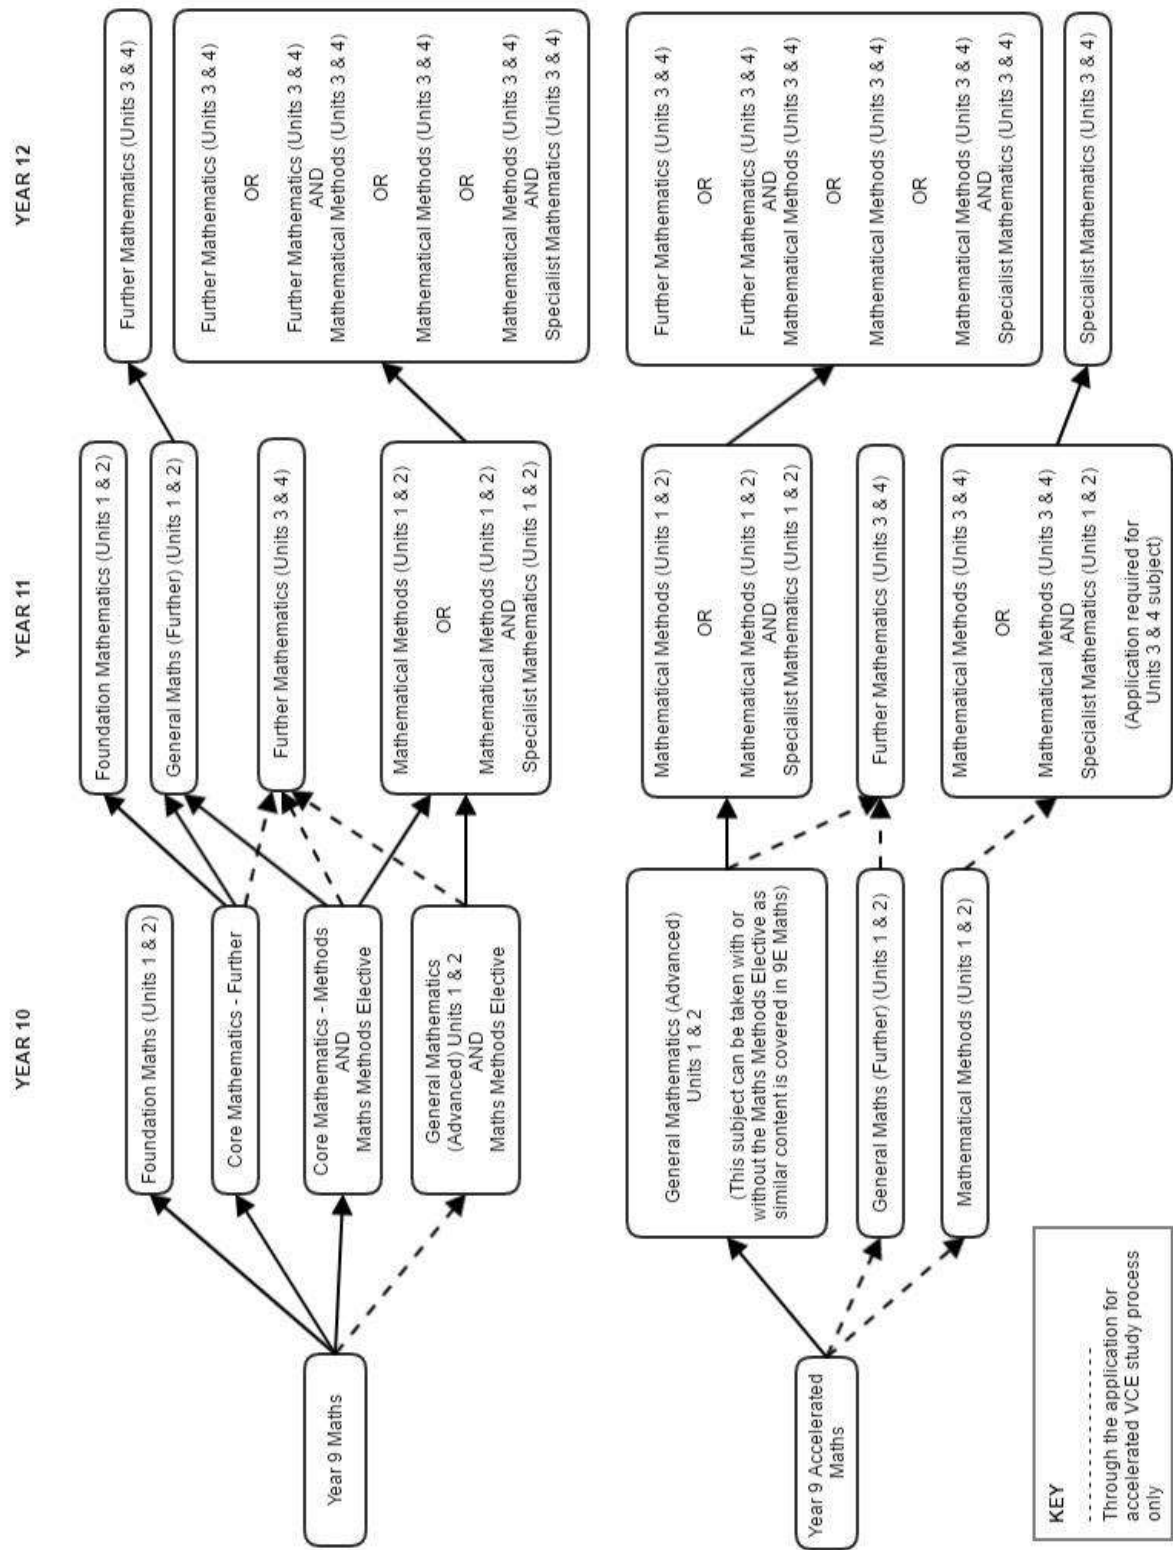 YEAR 10
YEAR 11
YEAR 12
Year 9 Maths
Foundation Maths (Units 1 & 2)
Core Mathematics - Further
Core Mathematics - Methods
AND
Maths Methods Elective
General Mathematics
(Advanced) Units 1 & 2
AND
Maths Methods Elective
Foundation Mathematics (Units 1 & 2)
General Maths (Further) (Units 1 & 2)
Further Mathematics (Units 3 & 4)
Mathematical Methods (Units 1 & 2)
OR
Mathematical Methods (Units 1 & 2)
AND
Specialist Mathematics (Units 1 & 2)
Further Mathematics (Units 3 & 4)
Further Mathematics (Units 3 & 4)
OR
Further Mathematics (Units 3 & 4)
AND
Mathematical Methods (Units 3 & 4)
OR
Mathematical Methods (Units 3 & 4)
OR
Mathematical Methods (Units 3 & 4)
AND
Specialist Mathematics (Units 3 & 4)
Year 9 Accelerated
Maths
General Mathematics (Advanced)
Units 1 & 2
(This subject can be taken with or
without the Maths Methods Elective as
similar content is covered in 9E Maths)
General Maths (Further) (Units 1 & 2)
Mathematical Methods (Units 1 & 2)
Mathematical Methods (Units 1 & 2)
OR
Mathematical Methods (Units 1 & 2)
AND
Specialist Mathematics (Units 1 & 2)
Further Mathematics (Units 3 & 4)
Mathematical Methods (Units 3 & 4)
OR
Mathematical Methods (Units 3 & 4)
AND
Specialist Mathematics (Units 1 & 2)
(Application required for
Units 3 & 4 subject)
Further Mathematics (Units 3 & 4)
OR
Further Mathematics (Units 3 & 4)
AND
Mathematical Methods (Units 3 & 4)
OR
Mathematical Methods (Units 3 & 4)
OR
Mathematical Methods (Units 3 & 4)
AND
Specialist Mathematics (Units 3 & 4)
Specialist Mathematics (Units 3 & 4)
KEY
Through the application for
accelerated VCE study process
only